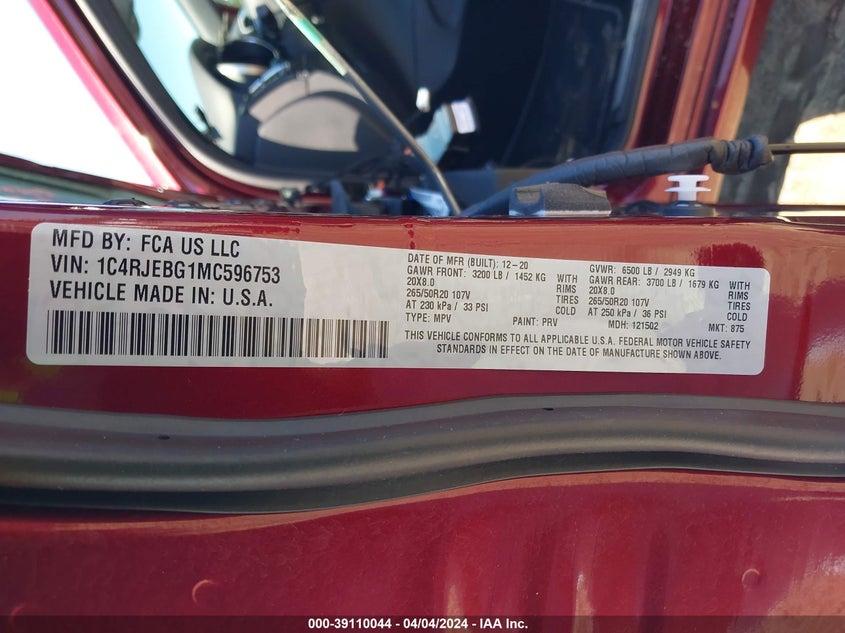 MFD BY: FCA US LLC
VIN: 1C4RJEBG1MC596753
VEHICLE MADE IN: U.S.A.
DATE OF MFR (BUILT): 12-20
GAWR FRONT: 3200 LB / 1452 KG WITH
20X8.0 RIMS
265/50R20 107V TIRES
AT 230 kPa / 33 PSI COLD
TYPE: MPV PAINT: PRV
GVWR: 6500 LB / 2949 KG
GAWR REAR: 3700 LB / 1679 KG WITH
20X8.0 RIMS
265/50R20 107V TIRES
AT 250 kPa / 36 PSI COLD
MDH: 121502 MKT: 875
THIS VEHICLE CONFORMS TO ALL APPLICABLE U.S.A. FEDERAL MOTOR VEHICLE SAFETY
STANDARDS IN EFFECT ON THE DATE OF MANUFACTURE SHOWN ABOVE.
000-39110044 - 04/04/2024 - IAA Inc.